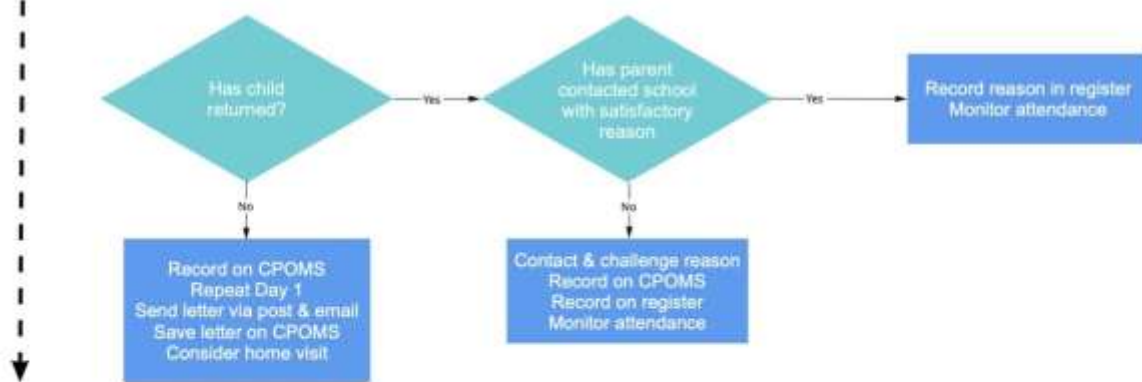 Has child
returned?
Yes
Has parent
contacted school
with satisfactory
reason
Yes
Record reason in register
Monitor attendance
No
No
Record on CPOMS
Repeat Day 1
Send letter via post & email
Save letter on CPOMS
Consider home visit
Contact & challenge reason
Record on CPOMS
Record on register
Monitor attendance